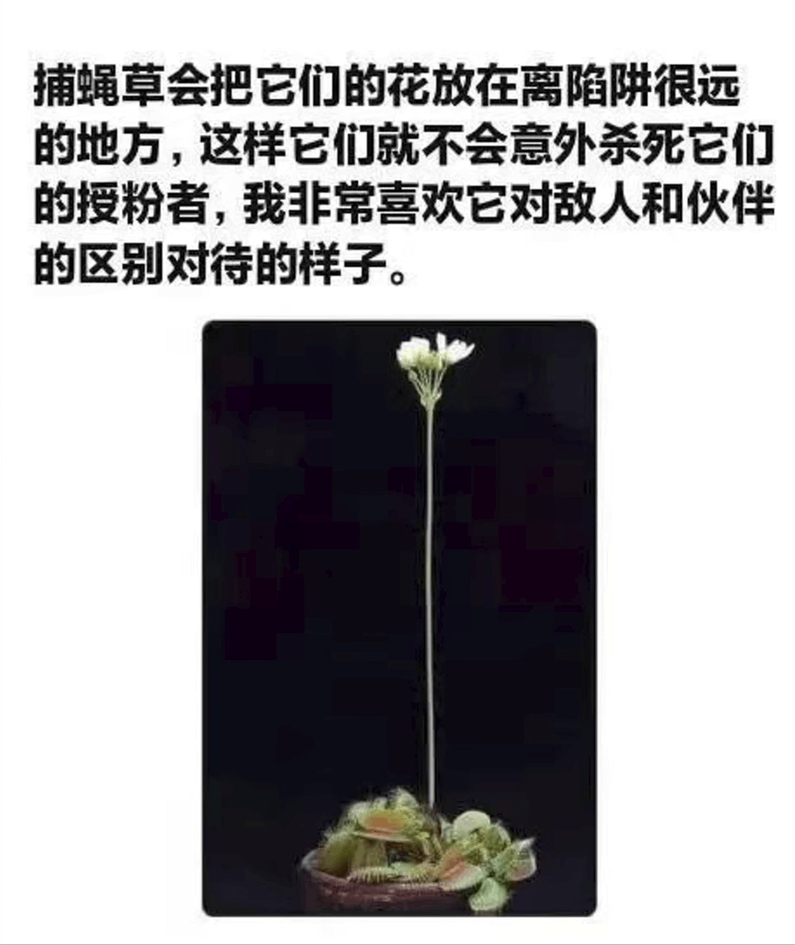 捕蝇草会把它们的花放在离陷阱很远
的地方，这样它们就不会意外杀死它们
的授粉者，我非常喜欢它对敌人和伙伴
的区别对待的样子。